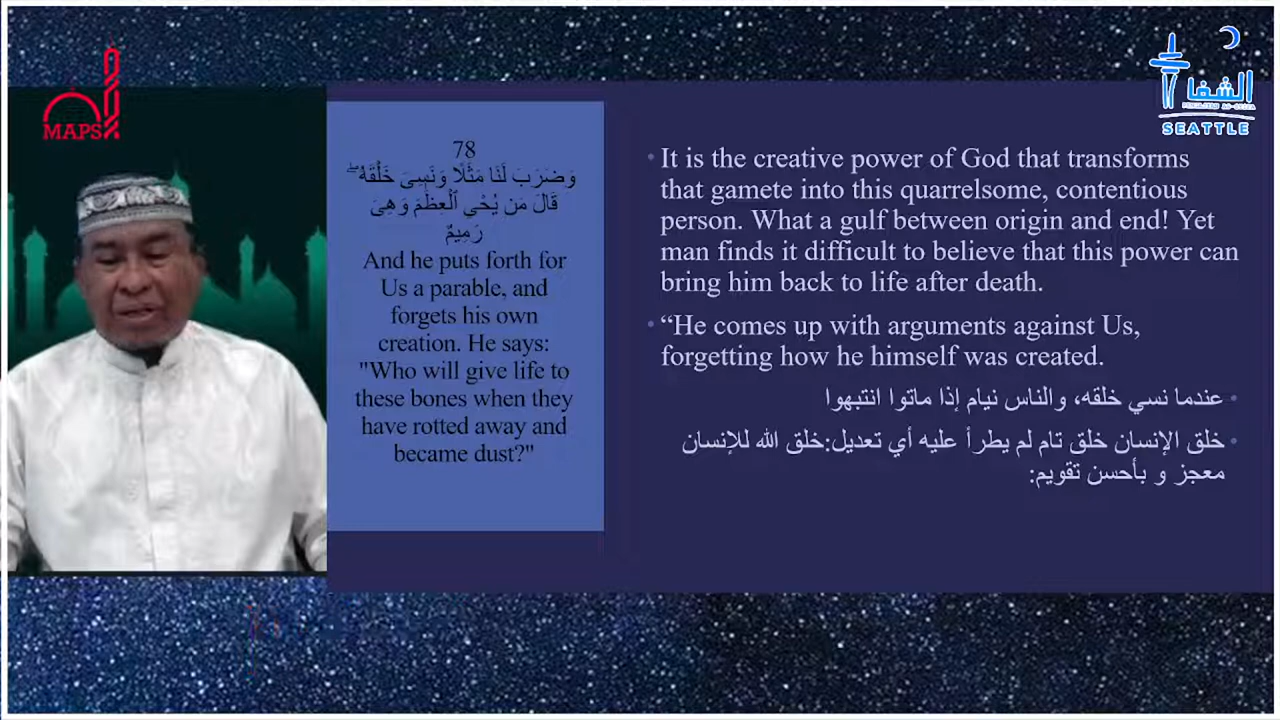 MAPS
الشفاء
SEATTLE
78
وَضَرَبَ لَنَا مَثَلًا وَنَسِىَ خَلْقَهُۥ ۖ
قَالَ مَن يُحْىِ ٱلْعِظَٰمَ وَهِىَ
رَمِيمٌ
And he puts forth for
Us a parable, and
forgets his own
creation. He says:
"Who will give life to
these bones when they
have rotted away and
became dust?"
• It is the creative power of God that transforms
that gamete into this quarrelsome, contentious
person. What a gulf between origin and end! Yet
man finds it difficult to believe that this power can
bring him back to life after death.
• “He comes up with arguments against Us,
forgetting how he himself was created.
• عندما نسي خلقه، والناس نيام إذا ماتوا انتبهوا
• خلق الإنسان خلق تام لم يطرأ عليه أي تعديل:خلق الله للإنسان
معجز و بأحسن تقويم: